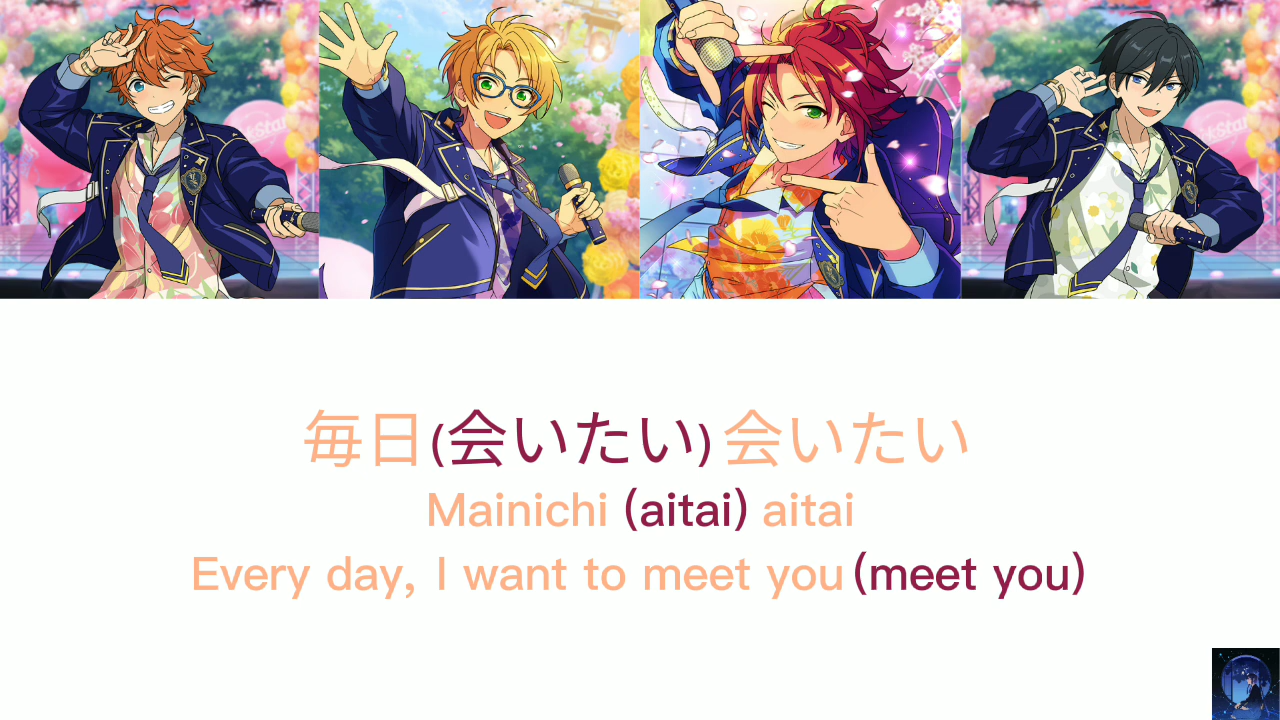 毎日(会いたい)会いたい
Mainichi (aitai) aitai
Every day, I want to meet you (meet you)